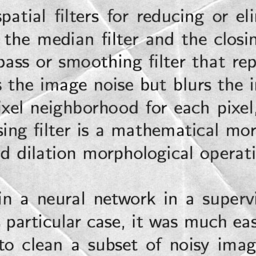 spatial filters for reducing or eli
the median filter and the closin
pass or smoothing filter that rep
the image noise but blurs the i
ixel neighborhood for each pixel,
sing filter is a mathematical mor
d dilation morphological operati
in a neural network in a supervi
particular case, it was much eas
to clean a subset of noisy imag